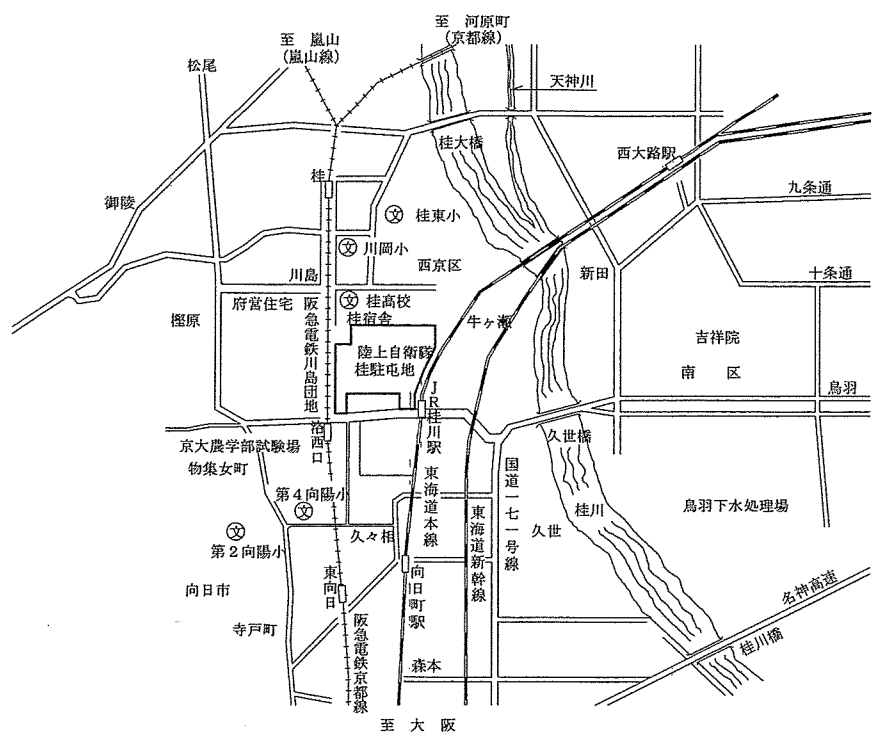 至 河原町
(京都線)
至 嵐山
(嵐山線)
松尾
天神川
桂大橋
西大路駅
桂
御陵
九条通
文
桂東小
文
川岡小
西京区
川島
新田
十条通
府営住宅
文
桂高校
桂宿舎
樫原
牛ヶ瀬
吉祥院
南区
阪急電鉄川島団地
陸上自衛隊
桂駐屯地
鳥羽
JR桂川駅
洛西口
京大農学部試験場
物集女町
久世橋
第4向陽小
文
東海道本線
国道一七一号線
桂川
鳥羽下水処理場
文
第2向陽小
久々相
東海道新幹線
久世
向日市
東向日
向日町駅
名神高速
寺戸町
阪急電鉄京都線
桂川橋
森本
至大阪